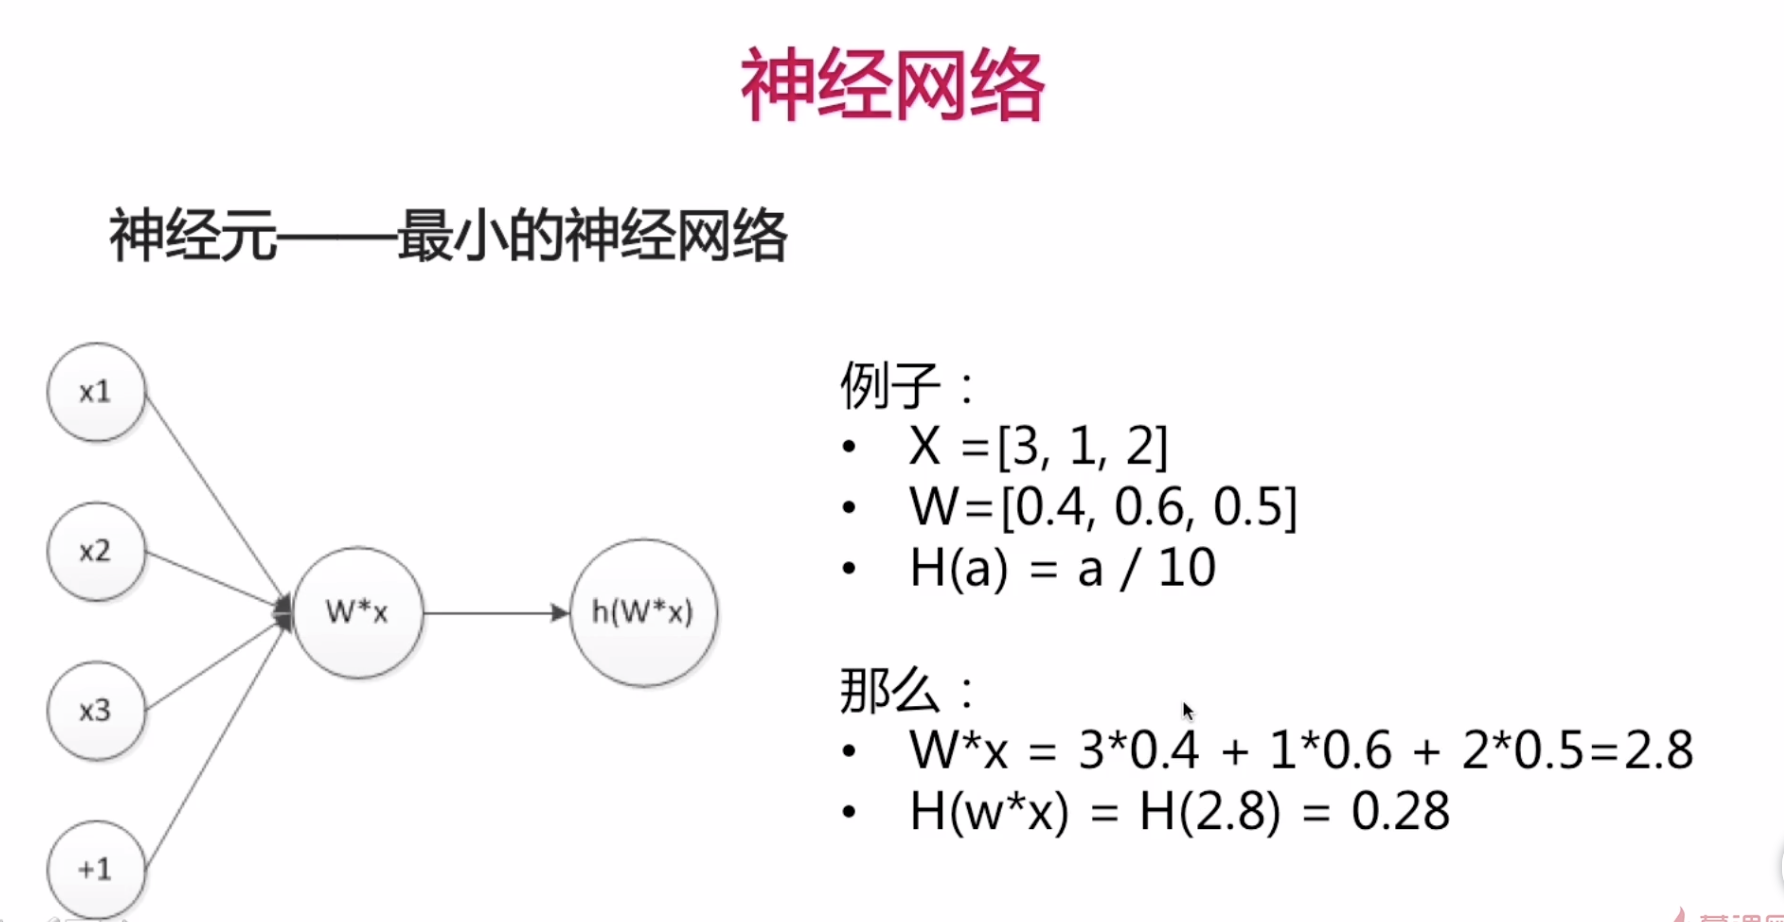 神经网络
神经元——最小的神经网络
x1
x2
x3
+1
W*x
h(W*x)
例子：
• X =[3, 1, 2]
• W=[0.4, 0.6, 0.5]
• H(a) = a / 10
那么：
• W*x = 3*0.4 + 1*0.6 + 2*0.5=2.8
• H(w*x) = H(2.8) = 0.28